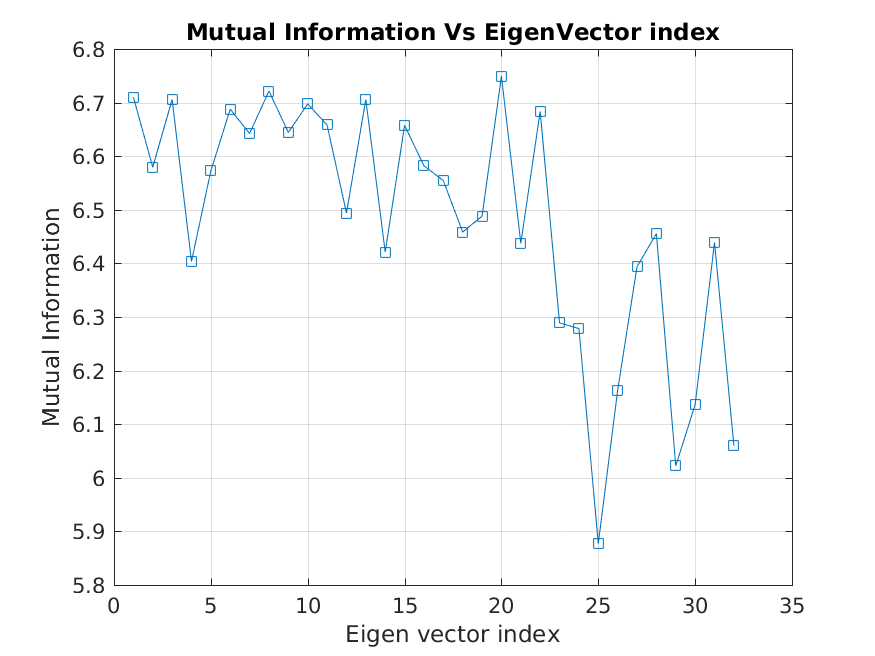 Mutual Information Vs EigenVector index
6.8
6.7
6.6
6.5
6.4
6.3
6.2
6.1
6
5.9
5.8
Mutual Information
0 5 10 15 20 25 30 35
Eigen vector index